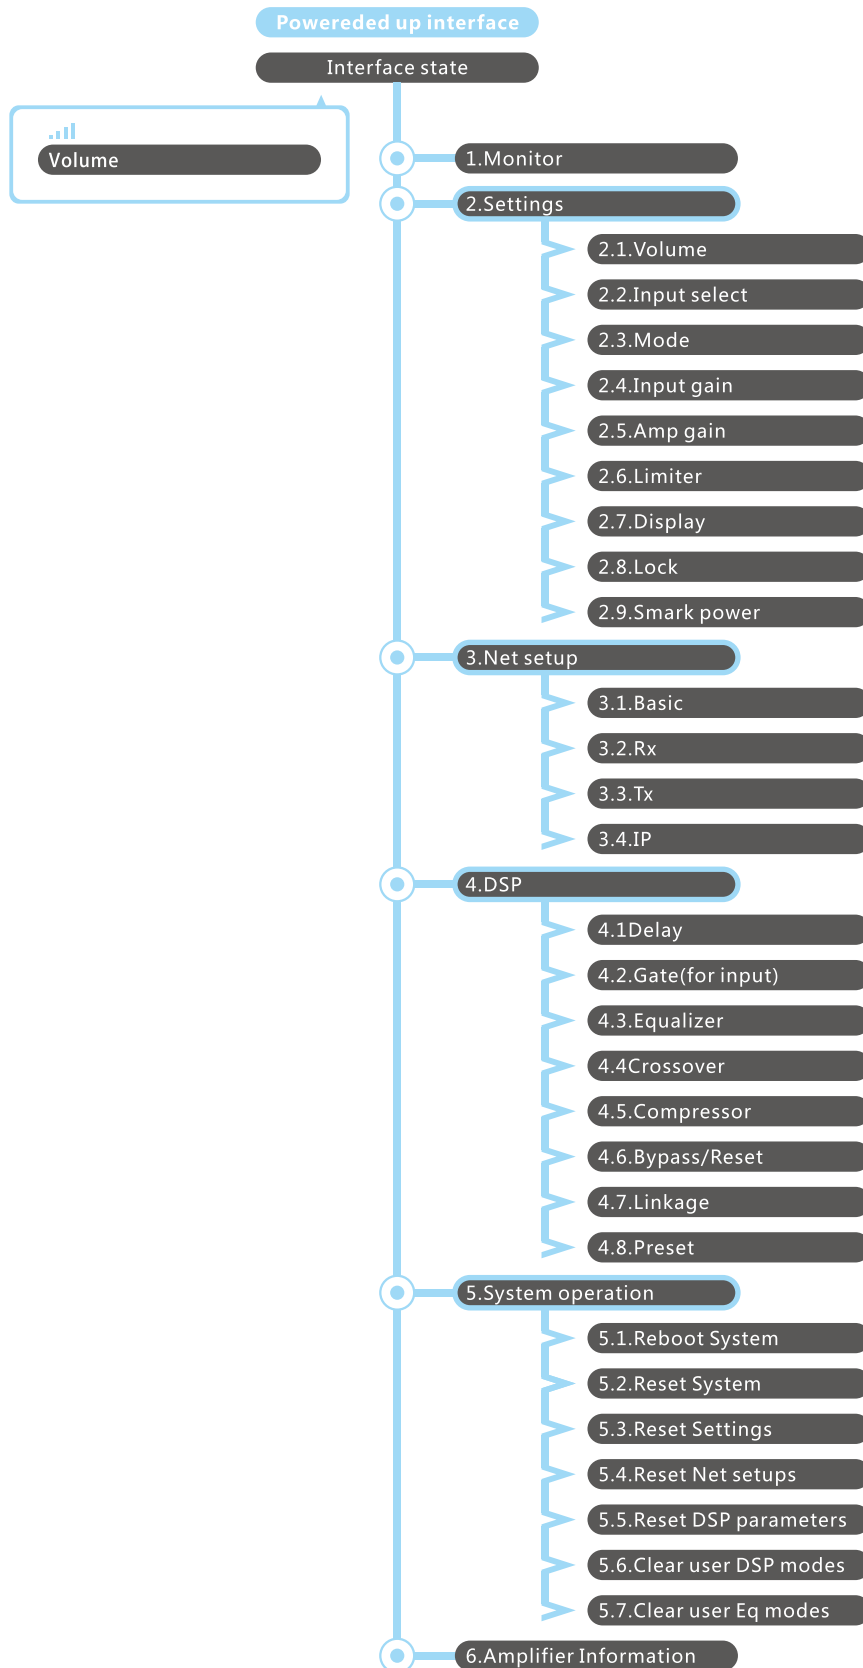 Powereded up interface
Interface state
Volume
1.Monitor
2.Settings
2.1.Volume
2.2.Input select
2.3.Mode
2.4.Input gain
2.5.Amp gain
2.6.Limiter
2.7.Display
2.8.Lock
2.9.Smark power
3.Net setup
3.1.Basic
3.2.Rx
3.3.Tx
3.4.IP
4.DSP
4.1Delay
4.2.Gate(for input)
4.3.Equalizer
4.4Crossover
4.5.Compressor
4.6.Bypass/Reset
4.7.Linkage
4.8.Preset
5.System operation
5.1.Reboot System
5.2.Reset System
5.3.Reset Settings
5.4.Reset Net setups
5.5.Reset DSP parameters
5.6.Clear user DSP modes
5.7.Clear user Eq modes
6.Amplifier Information